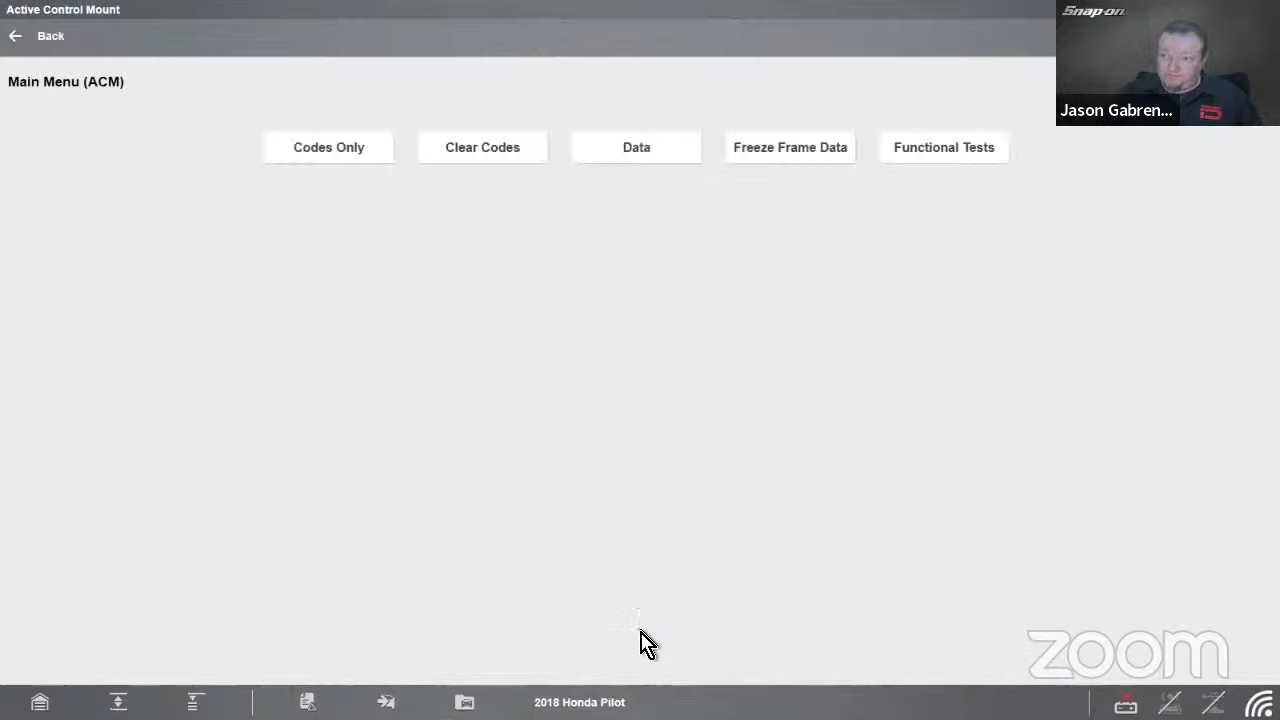 Active Control Mount
Back
Snap-on
Jason Gabren...
Main Menu (ACM)
Codes Only
Clear Codes
Data
Freeze Frame Data
Functional Tests
zoom
2018 Honda Pilot